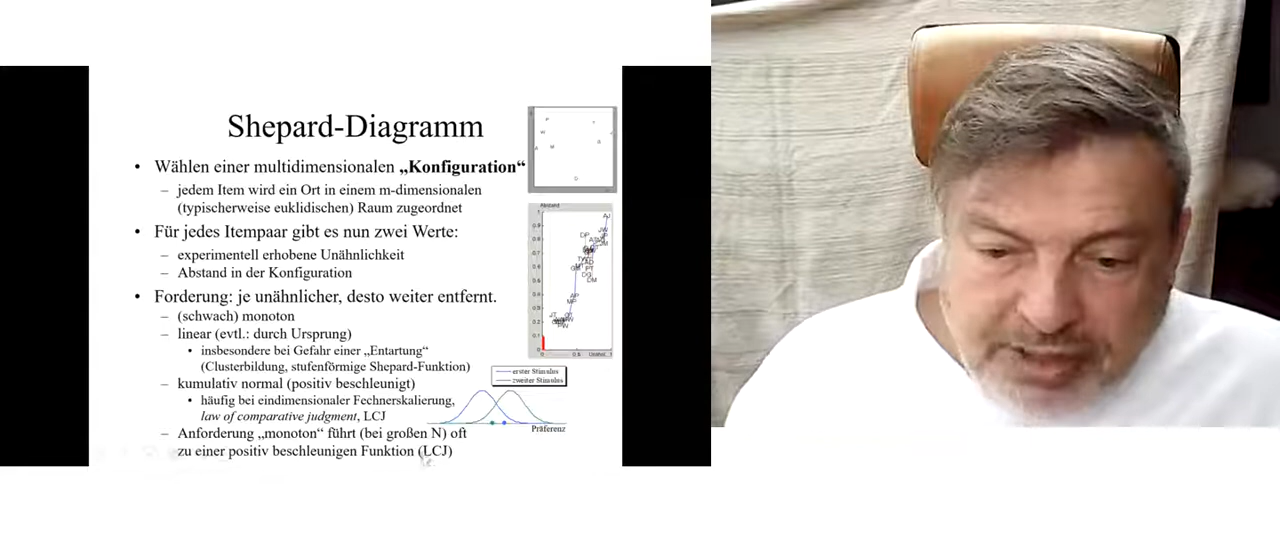 Shepard-Diagramm
• Wählen einer multidimensionalen „Konfiguration“
– jedem Item wird ein Ort in einem m-dimensionalen
(typischerweise euklidischen) Raum zugeordnet
• Für jedes Itempaar gibt es nun zwei Werte:
– experimentell erhobene Unähnlichkeit
– Abstand in der Konfiguration
• Forderung: je unähnlicher, desto weiter entfernt.
– (schwach) monoton
– linear (evtl.: durch Ursprung)
• insbesondere bei Gefahr einer „Entartung“
(Clusterbildung, stufenförmige Shepard-Funktion)
– kumulativ normal (positiv beschleunigt)
• häufig bei eindimensionaler Fechnerskalierung,
law of comparative judgment, LCJ
– Anforderung „monoton“ führt (bei großen N) oft
zu einer positiv beschleunigen Funktion (LCJ)
Abstand
erster Stimulus
zweiter Stimulus
Präferenz